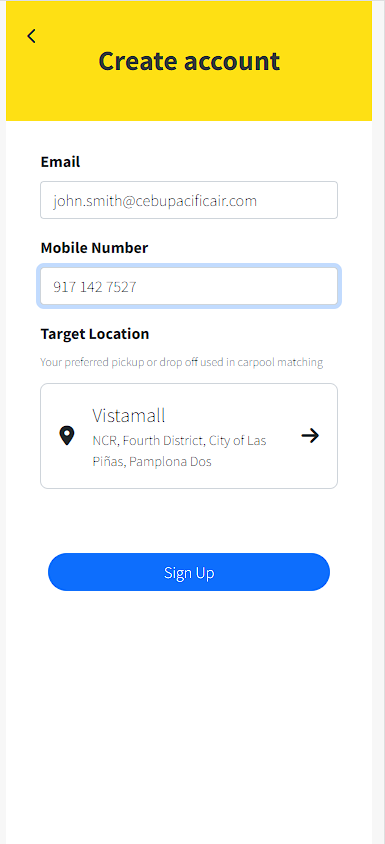 Create account
Email
john.smith@cebupacificair.com
Mobile Number
917 142 7527
Target Location
Your preferred pickup or drop off used in carpool matching
Vistamall
NCR, Fourth District, City of Las
Piñas, Pamplona Dos
Sign Up